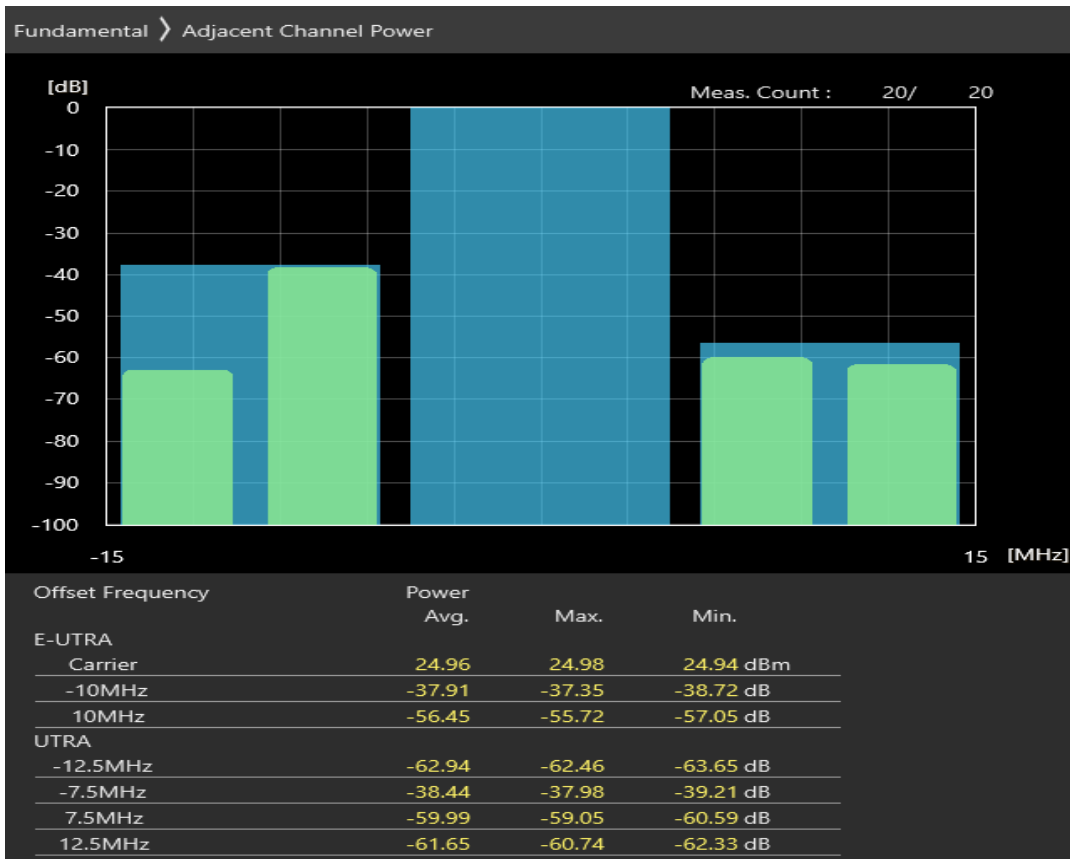 Fundamental ❯ Adjacent Channel Power
[dB]
Meas. Count : 20/ 20
0
-10
-20
-30
-40
-50
-60
-70
-80
-90
-100
-15 15 [MHz]
Offset Frequency Power
Avg. Max. Min.
E-UTRA
Carrier 24.96 24.98 24.94 dBm
-10MHz -37.91 -37.35 -38.72 dB
10MHz -56.45 -55.72 -57.05 dB
UTRA
-12.5MHz -62.94 -62.46 -63.65 dB
-7.5MHz -38.44 -37.98 -39.21 dB
7.5MHz -59.99 -59.05 -60.59 dB
12.5MHz -61.65 -60.74 -62.33 dB